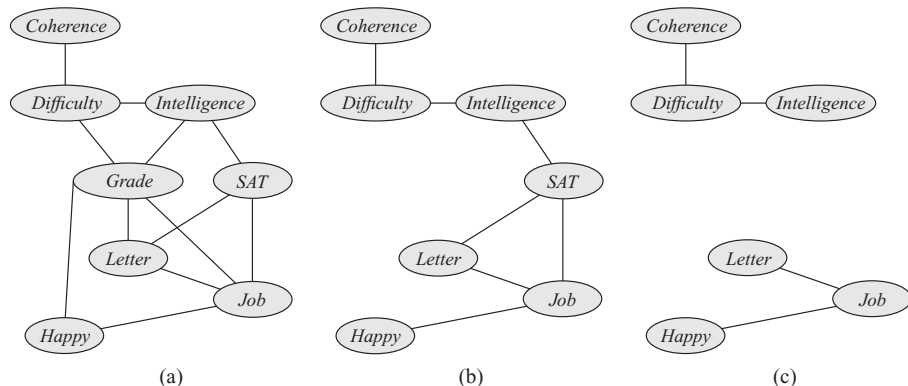 Coherence
Difficulty
Intelligence
Grade
SAT
Letter
Job
Happy
(a)
Coherence
Difficulty
Intelligence
SAT
Letter
Job
Happy
(b)
Coherence
Difficulty
Intelligence
Letter
Job
Happy
(c)